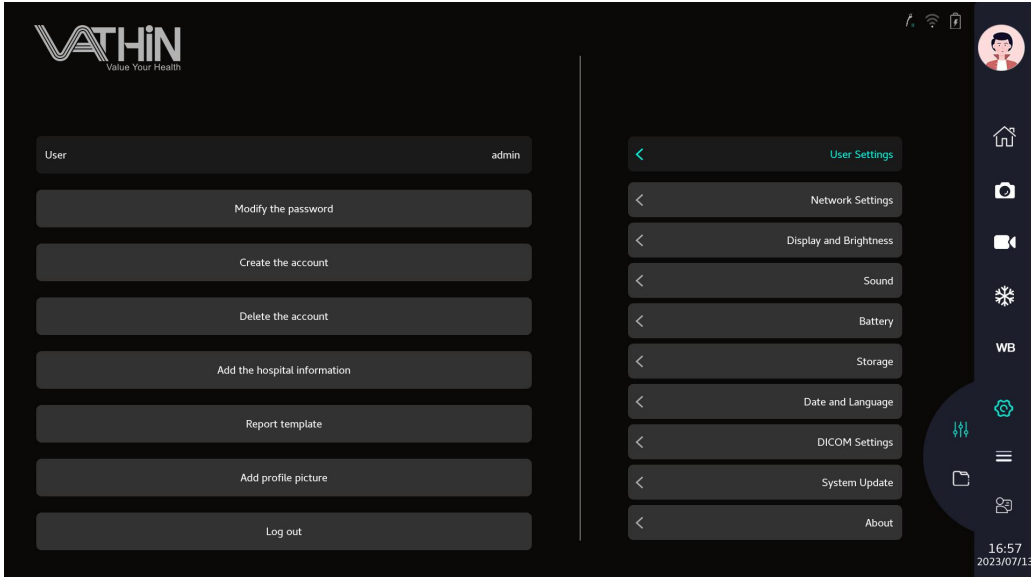 VATHiN
Value Your Health
User admin
Modify the password
Create the account
Delete the account
Add the hospital information
Report template
Add profile picture
Log out
User Settings
Network Settings
Display and Brightness
Sound
Battery
Storage
Date and Language
DICOM Settings
System Update
About
WB
16:57
2023/07/13